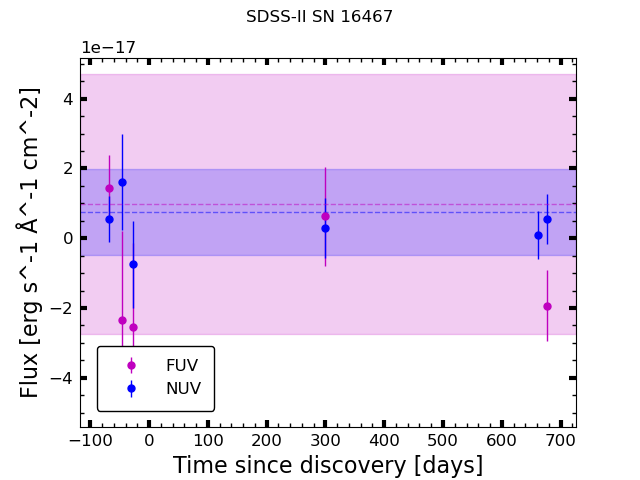 SDSS-II SN 16467
1e−17
Flux [erg s^-1 Å^-1 cm^-2]
4
2
0
−2
−4
FUV
NUV
−100 0 100 200 300 400 500 600 700
Time since discovery [days]